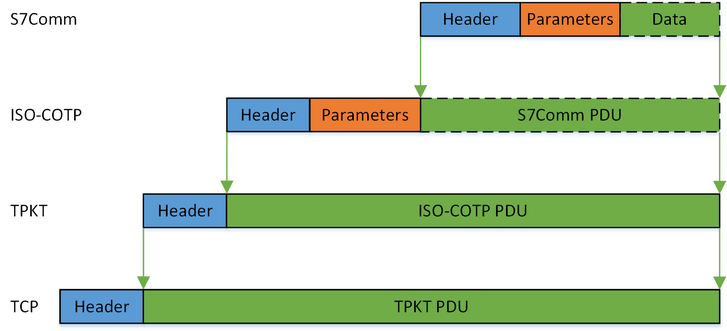 S7Comm Header Parameters Data
ISO-COTP Header Parameters S7Comm PDU
TPKT Header ISO-COTP PDU
TCP Header TPKT PDU